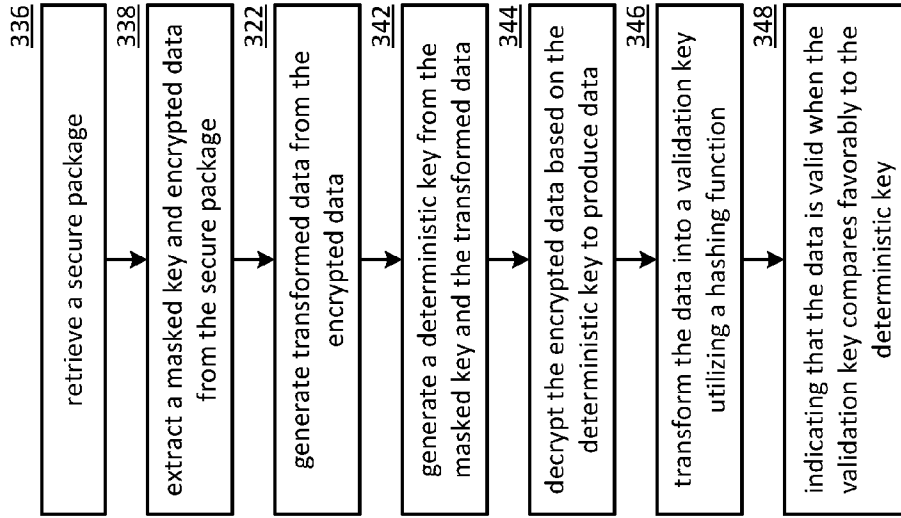 336
retrieve a secure package
338
extract a masked key and encrypted data
from the secure package
322
generate transformed data from the
encrypted data
342
generate a deterministic key from the
masked key and the transformed data
344
decrypt the encrypted data based on the
deterministic key to produce data
346
transform the data into a validation key
utilizing a hashing function
348
indicating that the data is valid when the
validation key compares favorably to the
deterministic key